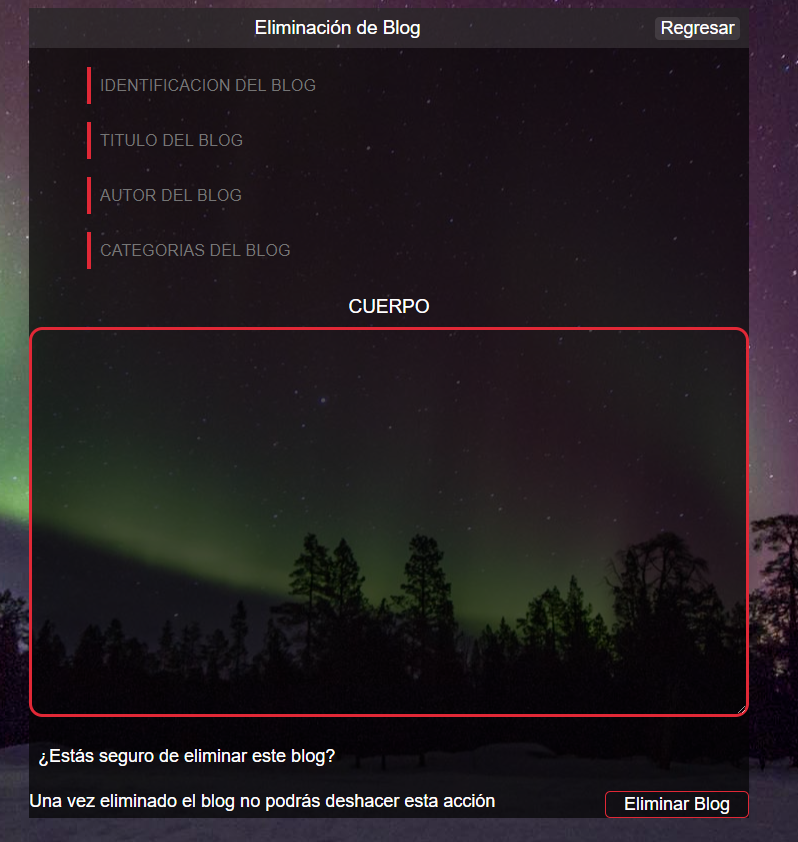 Eliminación de Blog
Regresar
IDENTIFICACION DEL BLOG
TITULO DEL BLOG
AUTOR DEL BLOG
CATEGORIAS DEL BLOG
CUERPO
¿Estás seguro de eliminar este blog?
Una vez eliminado el blog no podrás deshacer esta acción
Eliminar Blog